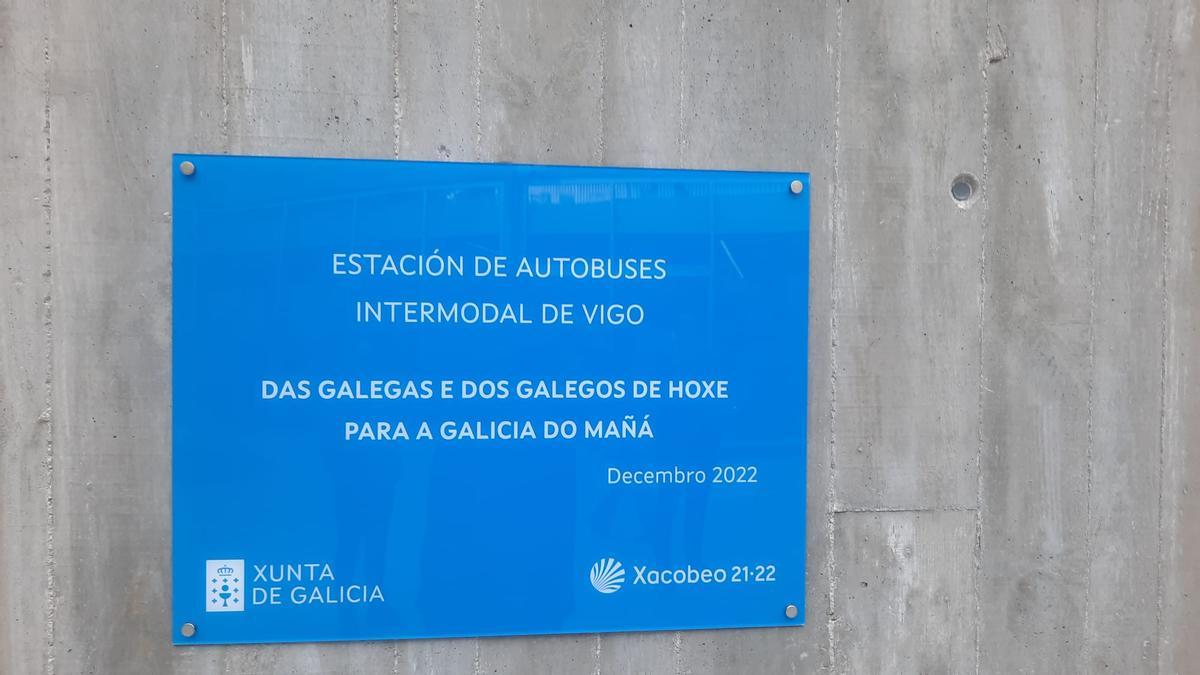 ESTACIÓN DE AUTOBUSES
INTERMODAL DE VIGO
DAS GALEGAS E DOS GALEGOS DE HOXE
PARA A GALICIA DO MAÑÁ
Decembro 2022
XUNTA
DE GALICIA
Xacobeo 21·22